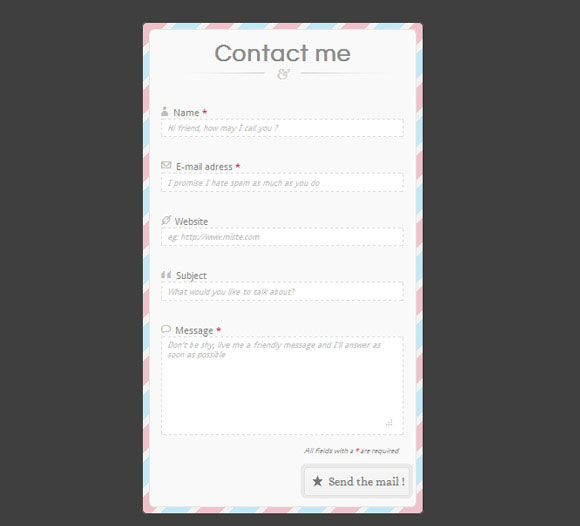 Contact me
&
Name *
Hi friend, how may I call you ?
E-mail adress *
I promise I hate spam as much as you do
Website
eg: http://www.miste.com
Subject
What would you like to talk about?
Message *
Don't be shy, live me a friendly message and I'll answer as
soon as possible
All fields with a * are required
★ Send the mail !